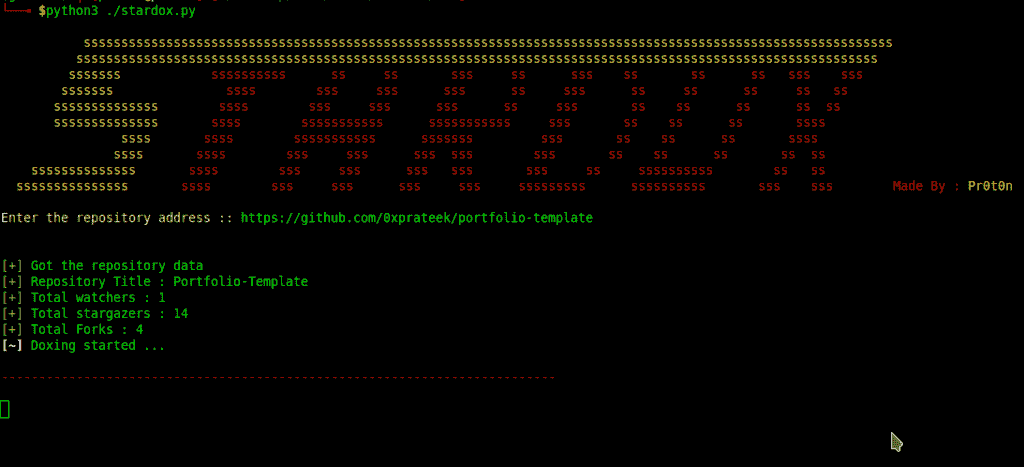 $python3 ./stardox.py
STARDOX
Made By : Pr0t0n
Enter the repository address :: https://github.com/0xprateek/portfolio-template
[+] Got the repository data
[+] Repository Title : Portfolio-Template
[+] Total watchers : 1
[+] Total stargazers : 14
[+] Total Forks : 4
[~] Doxing started ...